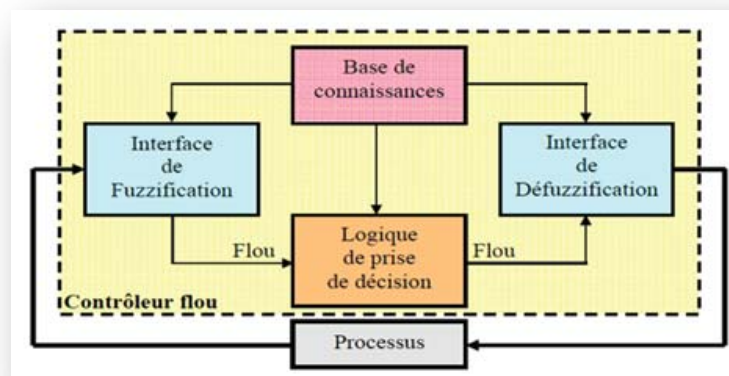 Base de
connaissances
Interface
de
Fuzzification
Interface
de
Défuzzification
Flou
Logique
de prise
de décision
Flou
Contrôleur flou
Processus